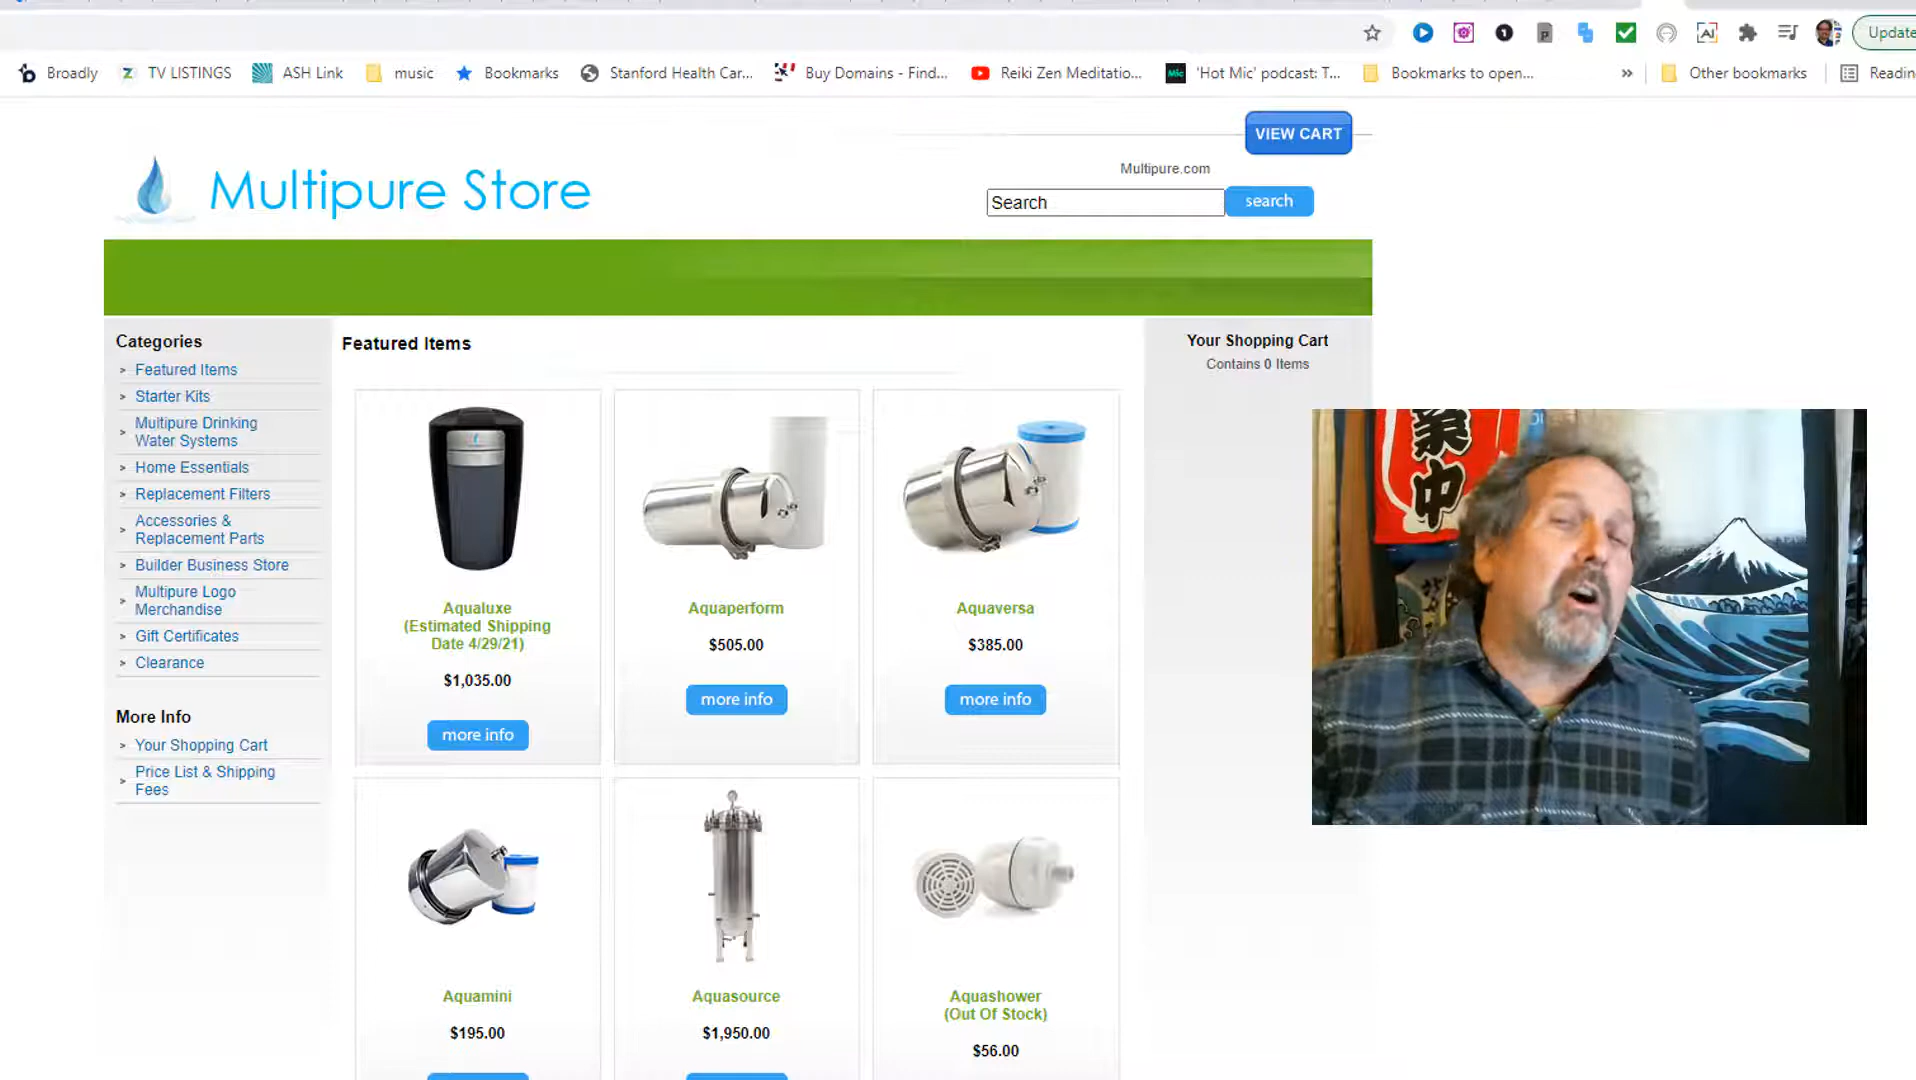 Update
Broadly
TV LISTINGS
ASH Link
music
Bookmarks
Stanford Health Car...
Buy Domains - Find...
Reiki Zen Meditatio...
Mic
'Hot Mic' podcast: T...
Bookmarks to open...
»
Other bookmarks
Readin
VIEW CART
Multipure Store
Multipure.com
Search
search
Categories
Featured Items
Starter Kits
Multipure Drinking
Water Systems
Home Essentials
Replacement Filters
Accessories &
Replacement Parts
Builder Business Store
Multipure Logo
Merchandise
Gift Certificates
Clearance
More Info
Your Shopping Cart
Price List & Shipping
Fees
Featured Items
Aqualuxe
(Estimated Shipping
Date 4/29/21)
$1,035.00
more info
Aquaperform
$505.00
more info
Aquaversa
$385.00
more info
Aquamini
$195.00
Aquasource
$1,950.00
Aquashower
(Out Of Stock)
$56.00
Your Shopping Cart
Contains 0 Items
業
中